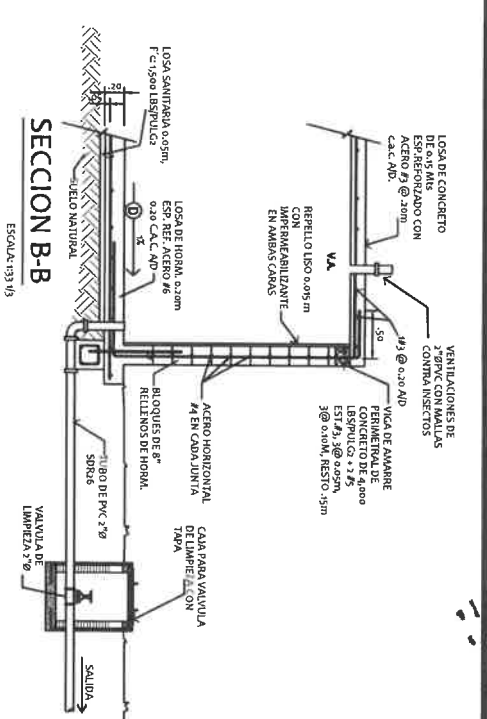 LOSA DE CONCRETO
DE 0.15 Mts
ESP.REFORZADO CON
ACERO #3 @ .20m
C.a.C. A/D.
VENTILACIONES DE
2"ØPVC CON MALLAS
CONTRA INSECTOS
V.A.
.50
1#3 @ 0.20 A/D
VIGA DE AMARRE
PERIMETRAL DE
CONCRETO DE 4,000
LBS/PULG2 + 2 #5
EST.#3, 3@ 0.05m,
3@ 0.10M, RESTO .15m
REPELLO LISO 0.015 m
CON
IMPERMEABILIZANTE
EN AMBAS CARAS
ACERO HORIZONTAL
#4 EN CADA JUNTA
BLOQUES DE 8"
RELLENOS DE HORM.
LOSA SANITARIA 0.05m,
F'C:1,500 LBS/PULG2
LOSA DE HORM. 0.20m
ESP. REF. ACERO #6
0.20 C.A.C. A/D
D
1%
.20
SUELO NATURAL
TUBO DE PVC 2"Ø
SDR26
CAJA PARA VALVULA
DE LIMPIEZA CON
TAPA
VALVULA DE
LIMPIEZA 2"Ø
SALIDA
SECCION B-B
ESCALA: 1:33 1/3